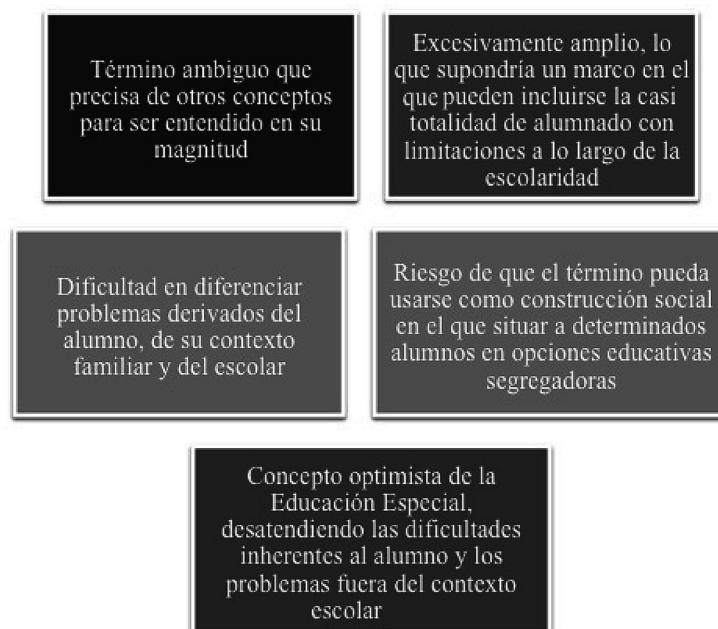 Término ambiguo que
precisa de otros conceptos
para ser entendido en su
magnitud
Excesivamente amplio, lo
que supondría un marco en el
que pueden incluirse la casi
totalidad de alumnado con
limitaciones a lo largo de la
escolaridad
Dificultad en diferenciar
problemas derivados del
alumno, de su contexto
familiar y del escolar
Riesgo de que el término pueda
usarse como construcción social
en el que situar a determinados
alumnos en opciones educativas
segregadoras
Concepto optimista de la
Educación Especial,
desatendiendo las dificultades
inherentes al alumno y los
problemas fuera del contexto
escolar